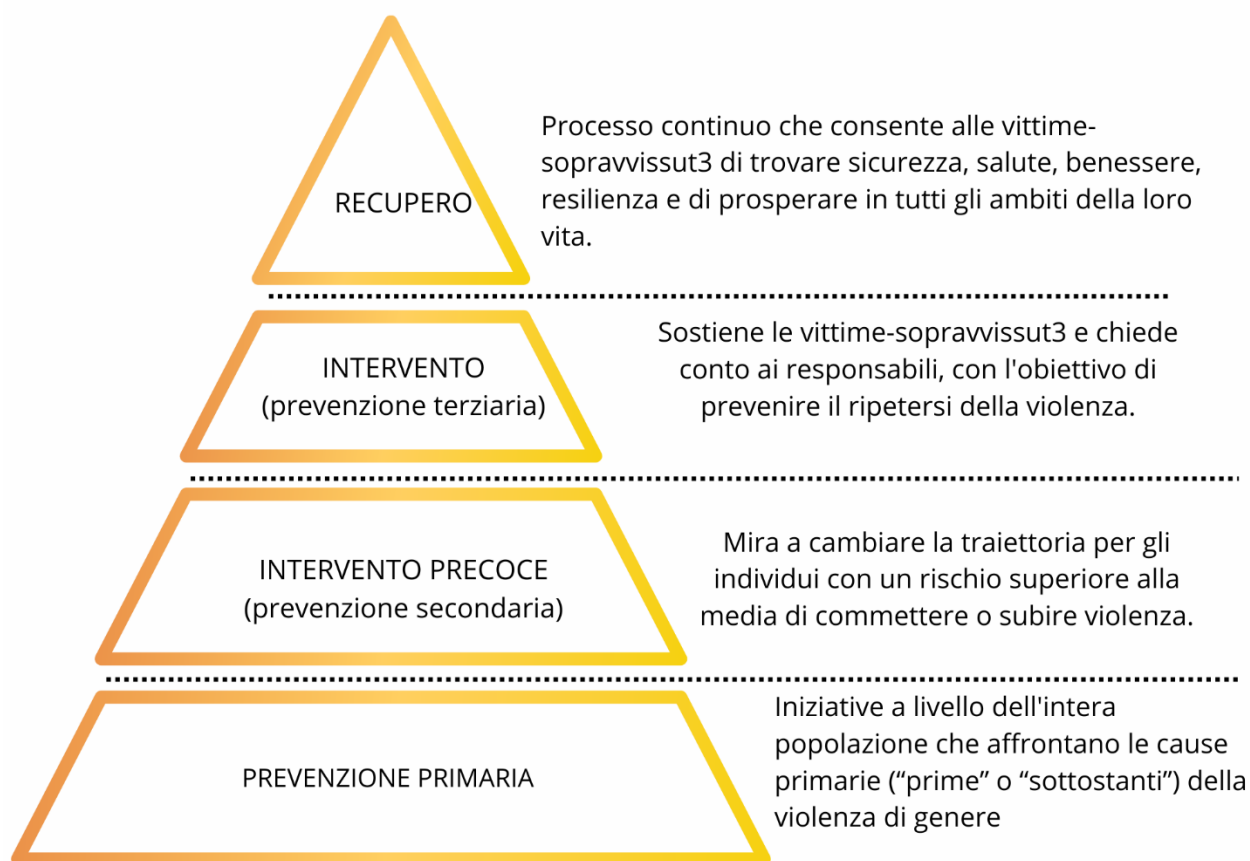 RECUPERO
Processo continuo che consente alle vittime-
sopravvissut3 di trovare sicurezza, salute, benessere,
resilienza e di prosperare in tutti gli ambiti della loro
vita.
INTERVENTO
(prevenzione terziaria)
Sostiene le vittime-sopravvissut3 e chiede
conto ai responsabili, con l'obiettivo di
prevenire il ripetersi della violenza.
INTERVENTO PRECOCE
(prevenzione secondaria)
Mira a cambiare la traiettoria per gli
individui con un rischio superiore alla
media di commettere o subire violenza.
PREVENZIONE PRIMARIA
Iniziative a livello dell'intera
popolazione che affrontano le cause
primarie (“prime” o “sottostanti”) della
violenza di genere